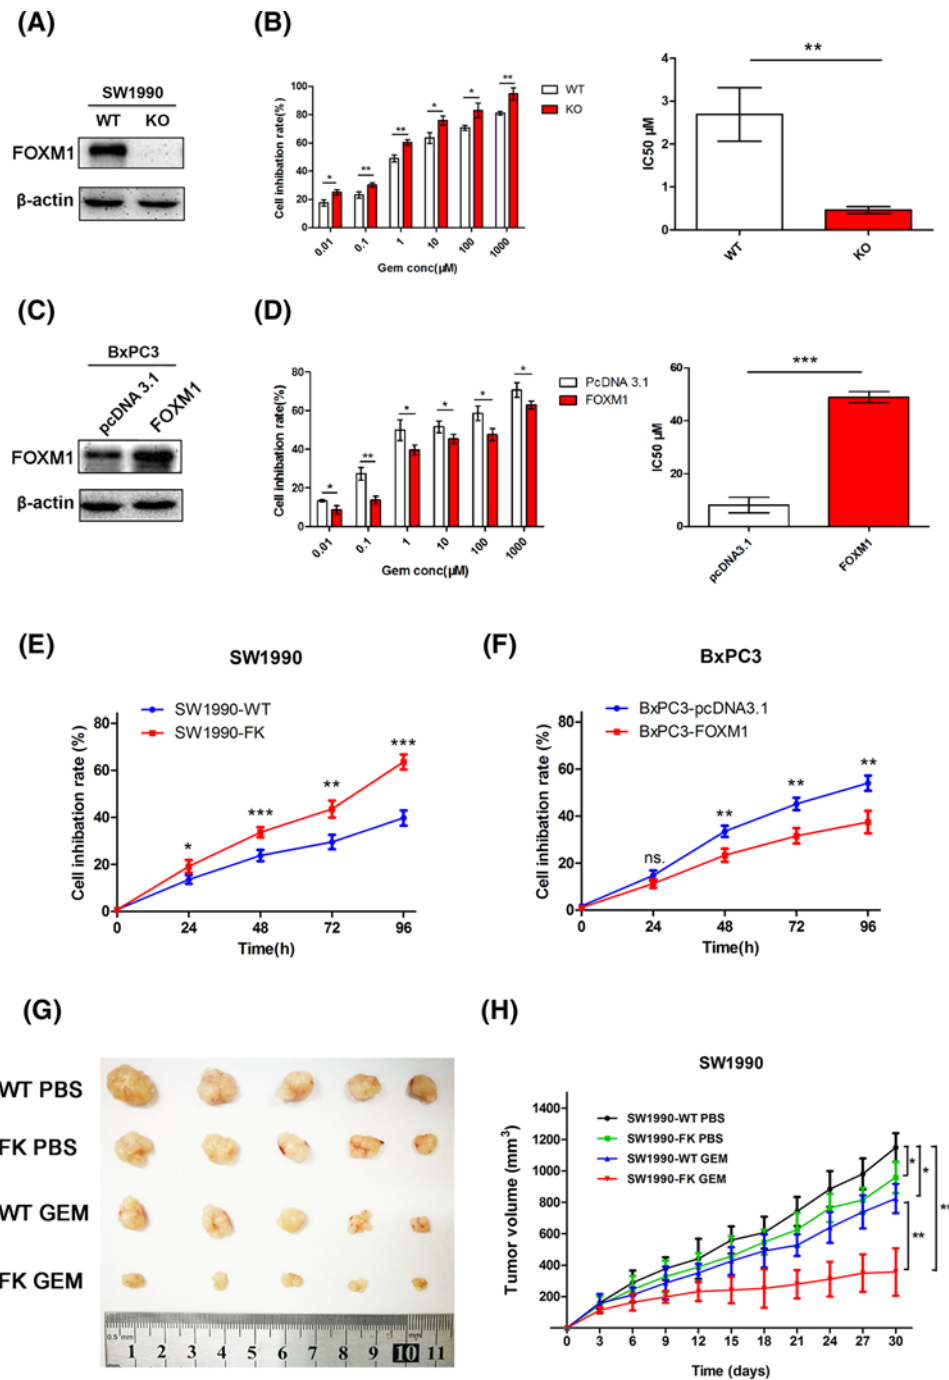 (A)
SW1990
WT KO
FOXM1
β-actin
(B)
Cell inhibation rate(%)
100
80
60
40
20
0
* ** ** * * **
WT
KO
0.01 0.1 1 10 100 1000
Gem conc(µM)
IC50 µM
4
3
2
1
0
**
WT KO
(C)
BxPC3
pcDNA 3.1 FOXM1
FOXM1
β-actin
(D)
Cell inhibation rate(%)
80
60
40
20
0
* ** * * * *
PcDNA 3.1
FOXM1
0.01 0.1 1 10 100 1000
Gem conc(µM)
IC50 µM
60
40
20
0
***
pcDNA3.1 FOXM1
(E)
SW1990
SW1990-WT
SW1990-FK
Cell inhibation rate (%)
80
60
40
20
0
* *** ** ***
0 24 48 72 96
Time(h)
(F)
BxPC3
BxPC3-pcDNA3.1
BxPC3-FOXM1
Cell inhibation rate (%)
80
60
40
20
0
ns. ** ** **
0 24 48 72 96
Time(h)
(G)
WT PBS
FK PBS
WT GEM
FK GEM
0.5 mm
1 2 3 4 5 6 7 8 9 10 11
(H)
SW1990
SW1990-WT PBS
SW1990-FK PBS
SW1990-WT GEM
SW1990-FK GEM
Tumor volume (mm³)
1400
1200
1000
800
600
400
200
* * ** **
0 3 6 9 12 15 18 21 24 27 30
Time (days)